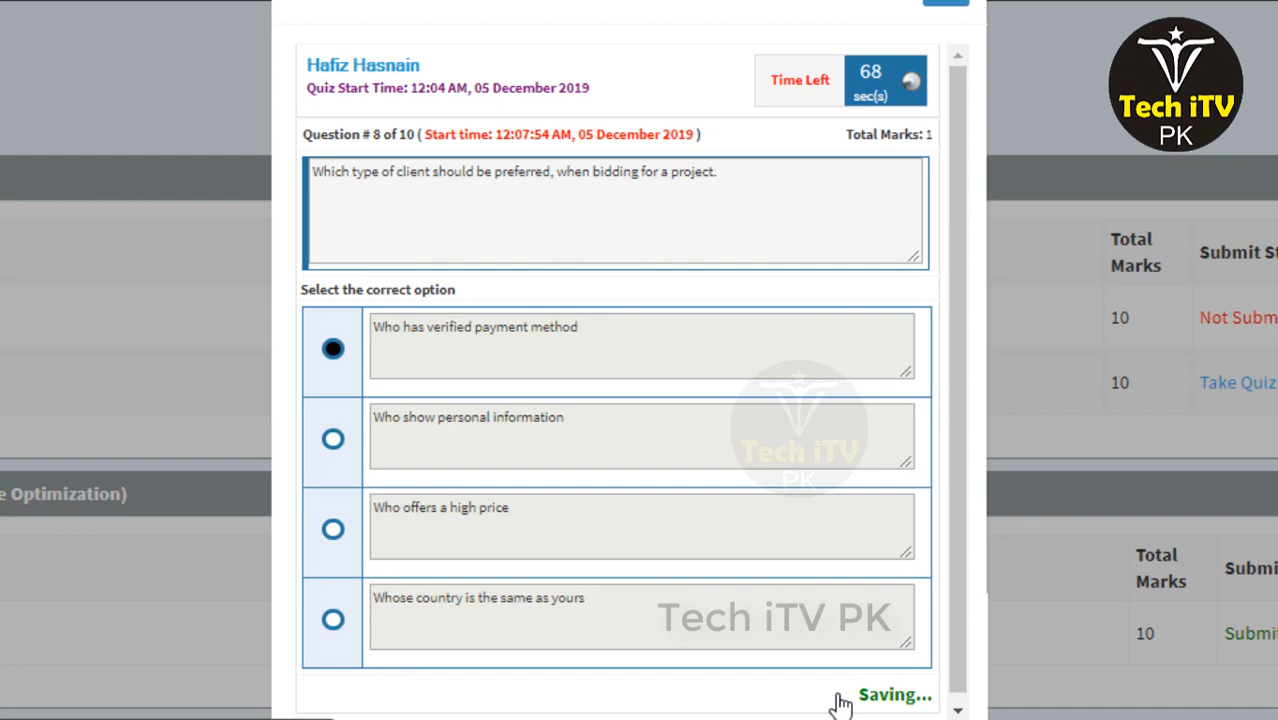 Hafiz Hasnain
Quiz Start Time: 12:04 AM, 05 December 2019
Time Left
68
sec(s)
Tech iTV
PK
Question # 8 of 10 ( Start time: 12:07:54 AM, 05 December 2019 )
Total Marks: 1
Which type of client should be preferred, when bidding for a project.
Total
Marks
Submit St
Select the correct option
Who has verified payment method
10
Not Subm
Who show personal information
10
Take Quiz
Tech iTV
PK
e Optimization)
Who offers a high price
Total
Marks
Submi
Whose country is the same as yours
Tech iTV PK
10
Submit
Saving...